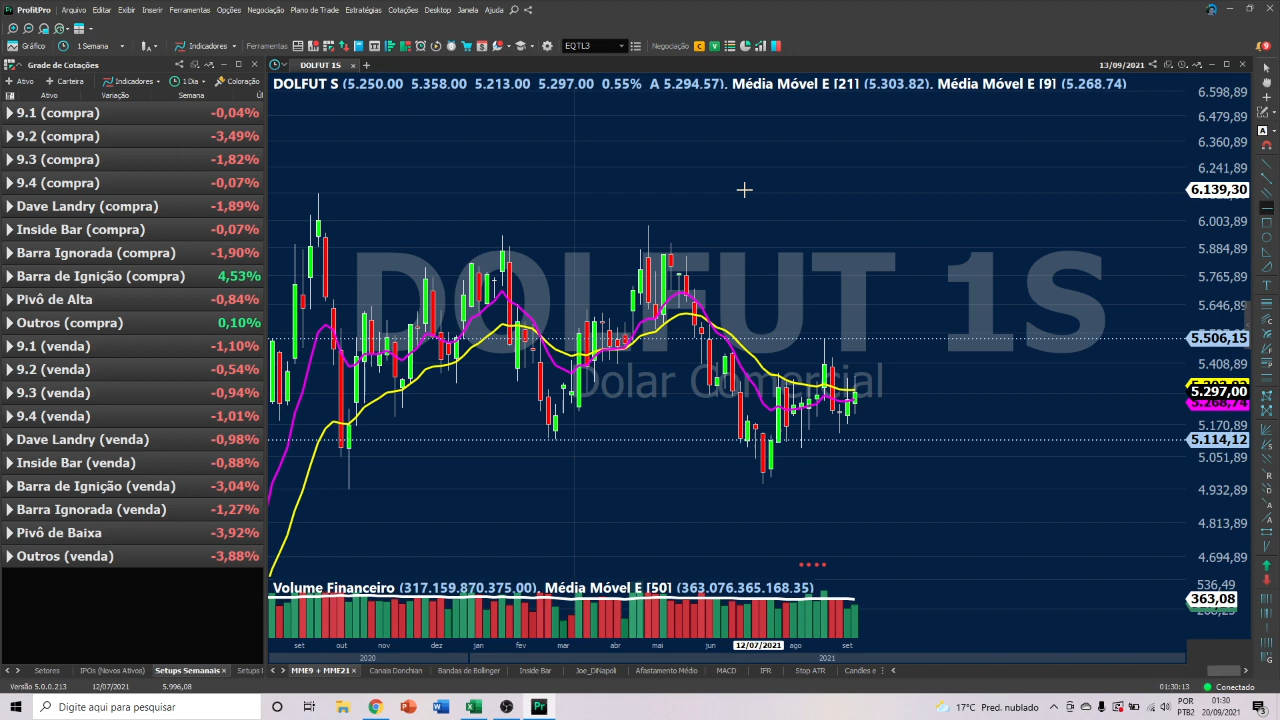 ProfitPro Arquivo Editar Exibir Inserir Ferramentas Opções Negociação Plano de Trade Estratégias Cotações Desktop Janela Ajuda
Gráfico 1 Semana Indicadores Ferramentas EQTL3 Negociação C V 9
Grade de Cotações
DOLFUT 1S
13/09/2021
Ativo Carteira Indicadores 1 Dia Coloração
Ativo Variação Semana Úl
DOLFUT S (5.250.00 5.358.00 5.213.00 5.297.00 0.55% A 5.294.57). Média Móvel E [21] (5.303.82). Média Móvel E [9] (5.268.74)
9.1 (compra) -0,04%
9.2 (compra) -3,49%
9.3 (compra) -1,82%
9.4 (compra) -0,07%
Dave Landry (compra) -1,89%
Inside Bar (compra) -0,07%
Barra Ignorada (compra) -1,90%
Barra de Ignição (compra) 4,53%
Pivô de Alta -0,84%
Outros (compra) 0,10%
9.1 (venda) -1,10%
9.2 (venda) -0,54%
9.3 (venda) -0,94%
9.4 (venda) -1,01%
Dave Landry (venda) -0,98%
Inside Bar (venda) -0,88%
Barra de Ignição (venda) -3,04%
Barra Ignorada (venda) -1,27%
Pivô de Baixa -3,92%
Outros (venda) -3,88%
DOLFUT 1S
Dolar Comercial
6.598,89
6.479,89
6.360,89
6.241,89
6.139,30
6.003,89
5.884,89
5.765,89
5.646,89
5.506,15
5.408,89
5.297,00
5.268,74
5.170,89
5.114,12
5.051,89
4.932,89
4.813,89
4.694,89
Volume Financeiro (317.159.870.375.00). Média Móvel E [50] (363.076.365.168.35)
536,49
363,08
set out nov dez jan fev mar abr mai jun 12/07/2021 ago set
2020 2021
Setores IPOs (Novos Ativos) Setups Semanais Setups MME9 + MME21 Canais Donchian Bandas de Bollinger Inside Bar Joe_DiNapoli Afastamento Médio MACD IFR Stop ATR Candles e
Versão 5.0.0.213 12/07/2021 5.996,08 01:30:13 Conectado
Digite aqui para pesquisar
17°C Pred. nublado
POR
PTB2
01:30
20/09/2021
3